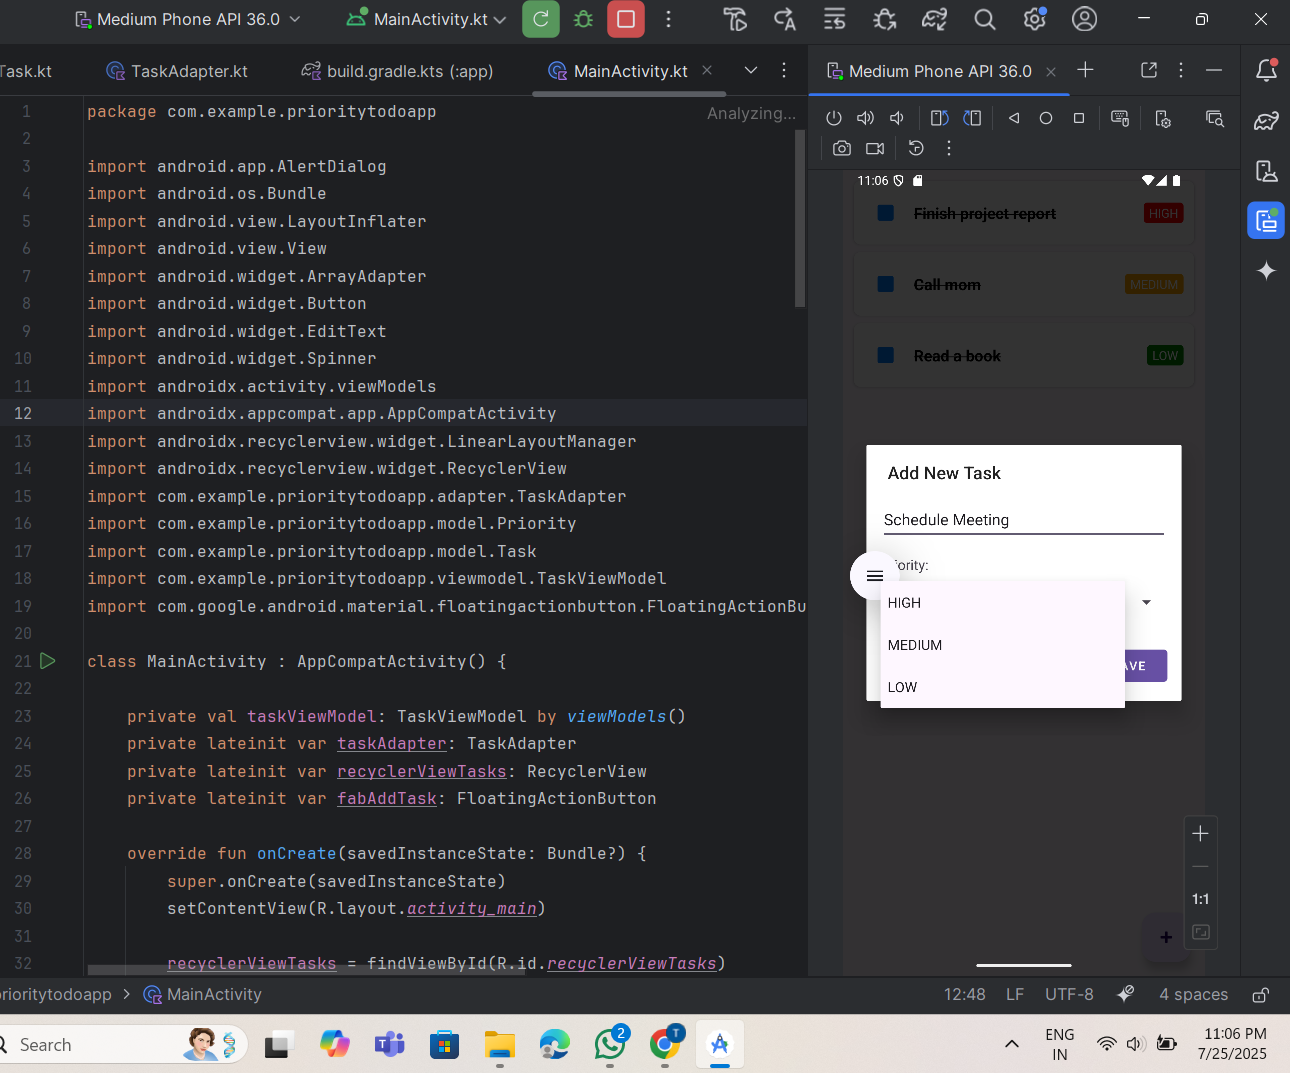 Medium Phone API 36.0
MainActivity.kt
Task.kt
TaskAdapter.kt
build.gradle.kts (:app)
MainActivity.kt
Medium Phone API 36.0
Analyzing...
1 package com.example.prioritytodoapp
2
3 import android.app.AlertDialog
4 import android.os.Bundle
5 import android.view.LayoutInflater
6 import android.view.View
7 import android.widget.ArrayAdapter
8 import android.widget.Button
9 import android.widget.EditText
10 import android.widget.Spinner
11 import androidx.activity.viewModels
12 import androidx.appcompat.app.AppCompatActivity
13 import androidx.recyclerview.widget.LinearLayoutManager
14 import androidx.recyclerview.widget.RecyclerView
15 import com.example.prioritytodoapp.adapter.TaskAdapter
16 import com.example.prioritytodoapp.model.Priority
17 import com.example.prioritytodoapp.model.Task
18 import com.example.prioritytodoapp.viewmodel.TaskViewModel
19 import com.google.android.material.floatingactionbutton.FloatingActionBu
20
21 class MainActivity : AppCompatActivity() {
22
23 private val taskViewModel: TaskViewModel by viewModels()
24 private lateinit var taskAdapter: TaskAdapter
25 private lateinit var recyclerViewTasks: RecyclerView
26 private lateinit var fabAddTask: FloatingActionButton
27
28 override fun onCreate(savedInstanceState: Bundle?) {
29 super.onCreate(savedInstanceState)
30 setContentView(R.layout.activity_main)
31
32 recyclerViewTasks = findViewById(R.id.recyclerViewTasks)
11:06
Finish project report HIGH
Call mom MEDIUM
Read a book LOW
Add New Task
Schedule Meeting
ority:
HIGH
MEDIUM
LOW
AVE
+
1:1
prioritytodoapp > MainActivity
12:48 LF UTF-8 4 spaces
Search
2
T
ENG
IN
11:06 PM
7/25/2025